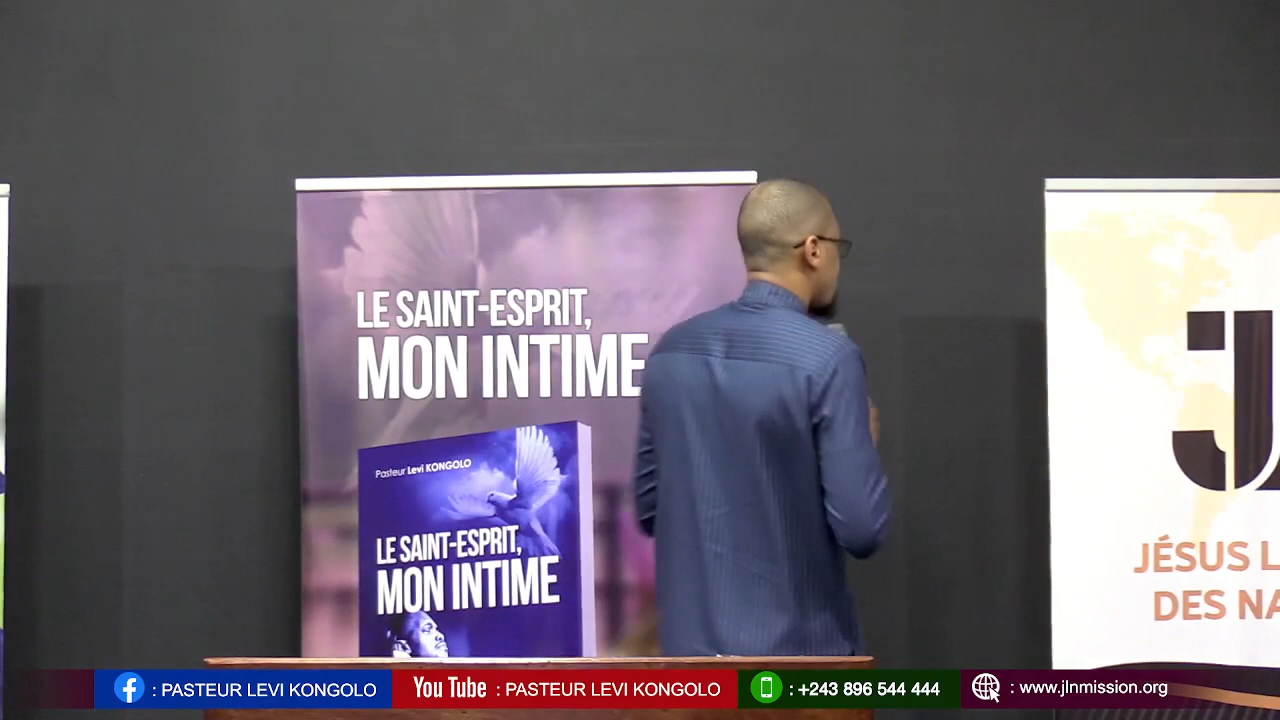 LE SAINT-ESPRIT,
MON INTIME
Pasteur Levi KONGOLO
LE SAINT-ESPRIT,
MON INTIME
JÉSUS L
DES NA
: PASTEUR LEVI KONGOLO
You Tube : PASTEUR LEVI KONGOLO
: +243 896 544 444
: www.jlnmission.org